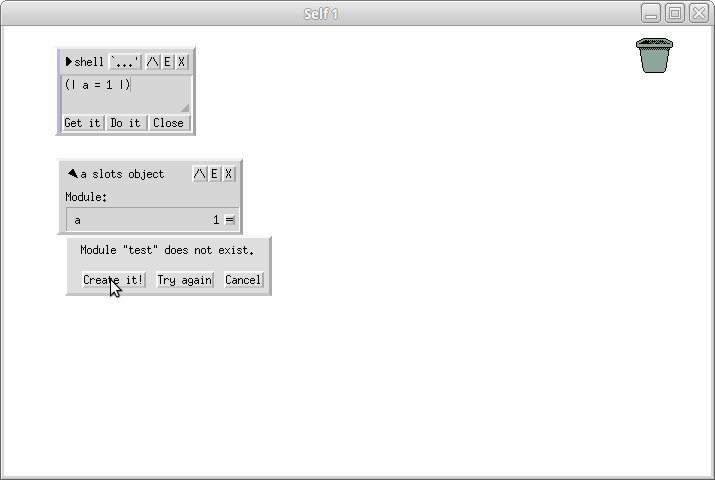 Self 1
shell `...' /\ E X
(| a = 1 |)
Get it Do it Close
a slots object /\ E X
Module:
a 1 =
Module "test" does not exist.
Create it! Try again Cancel